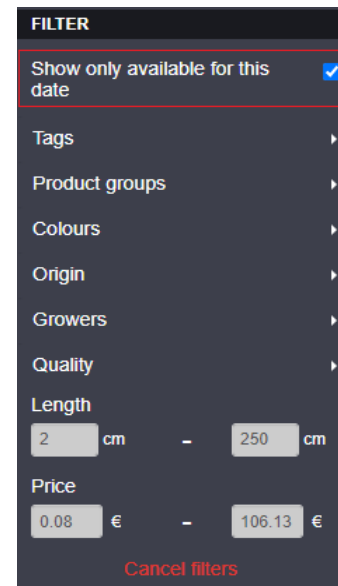 FILTER
Show only available for this
date
Tags
Product groups
Colours
Origin
Growers
Quality
Length
2 cm - 250 cm
Price
0.08 € - 106.13 €
Cancel filters